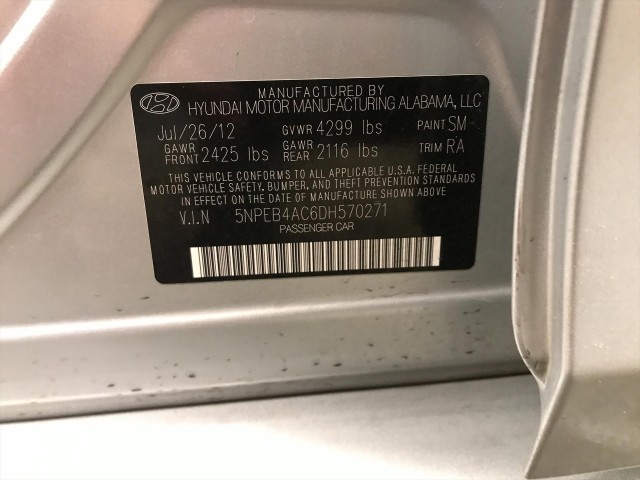 MANUFACTURED BY
HYUNDAI MOTOR MANUFACTURING ALABAMA, LLC
Jul/26/12 GVWR 4299 lbs PAINT SM
GAWR FRONT 2425 lbs GAWR REAR 2116 lbs TRIM RA
THIS VEHICLE CONFORMS TO ALL APPLICABLE U.S.A. FEDERAL
MOTOR VEHICLE SAFETY, BUMPER, AND THEFT PREVENTION STANDARDS
IN EFFECT ON THE DATE OF MANUFACTURE SHOWN ABOVE
V.I.N 5NPEB4AC6DH570271
PASSENGER CAR